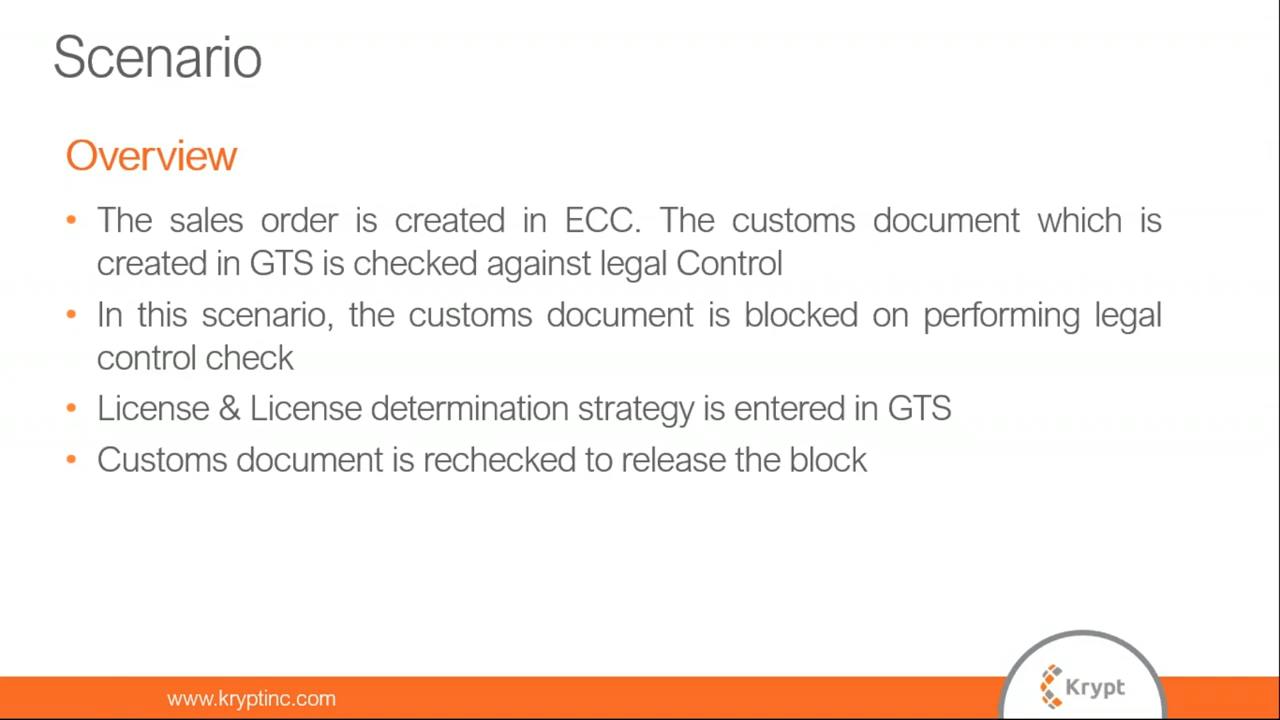 Scenario
Overview
• The sales order is created in ECC. The customs document which is
created in GTS is checked against legal Control
• In this scenario, the customs document is blocked on performing legal
control check
• License & License determination strategy is entered in GTS
• Customs document is rechecked to release the block
www.kryptinc.com
Krypt